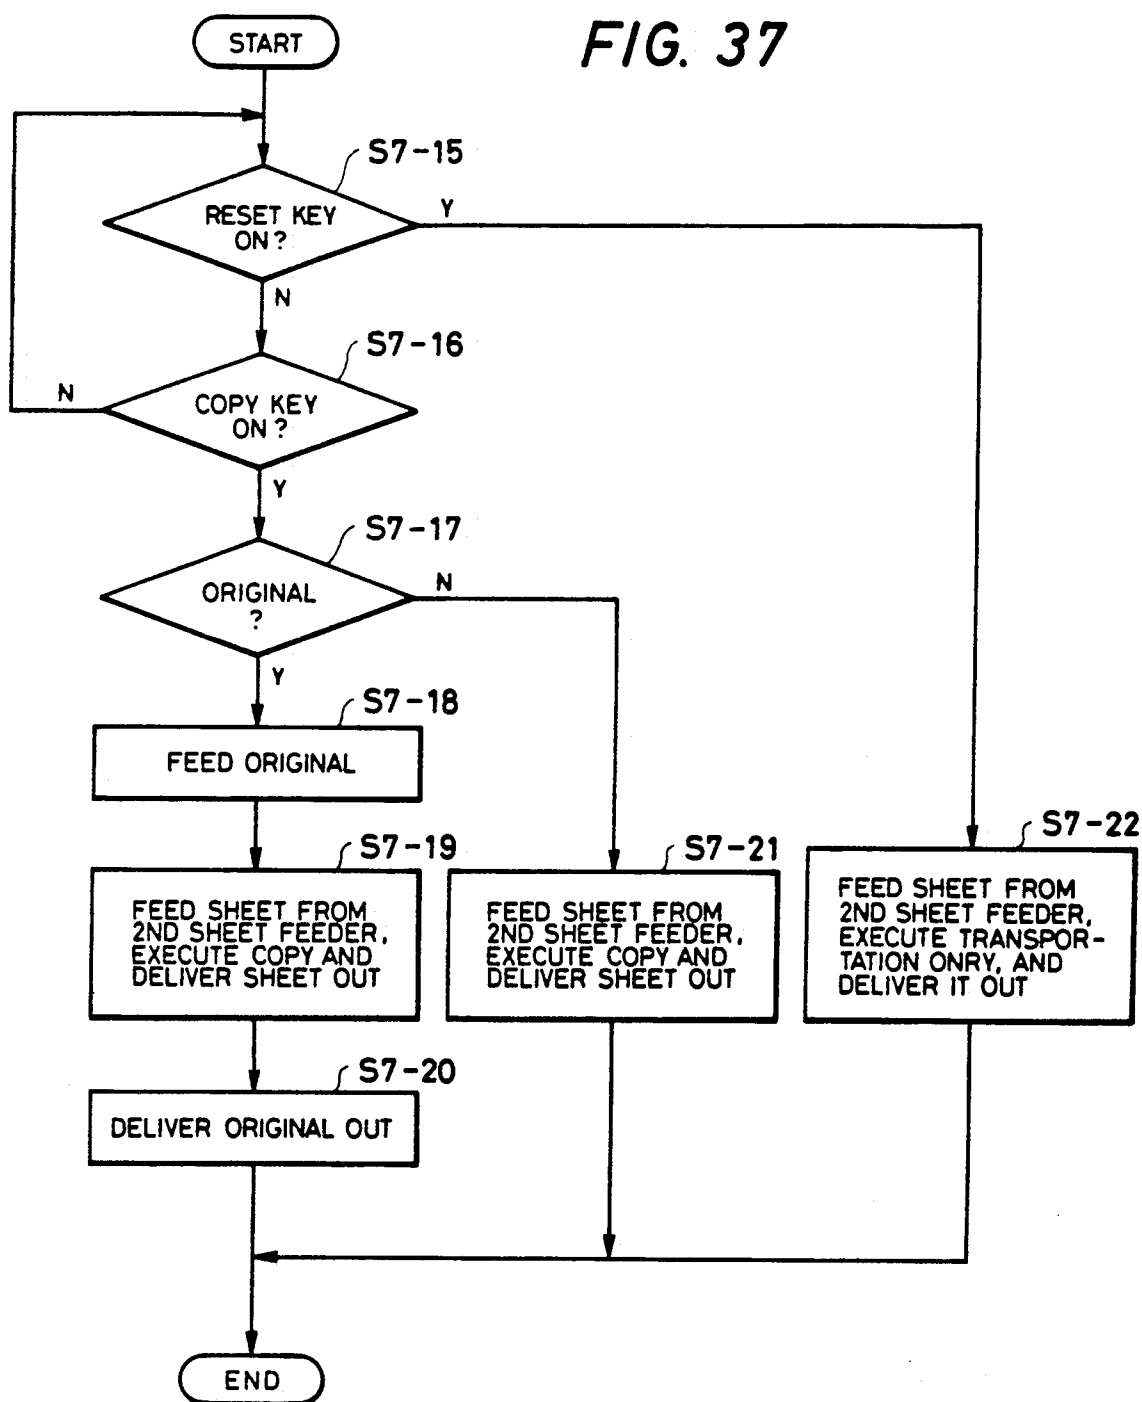 START
FIG. 37
S7-15
RESET KEY
ON?
Y
N
S7-16
COPY KEY
ON?
N
Y
S7-17
ORIGINAL
?
N
Y
S7-18
FEED ORIGINAL
S7-19
FEED SHEET FROM
2ND SHEET FEEDER,
EXECUTE COPY AND
DELIVER SHEET OUT
S7-21
FEED SHEET FROM
2ND SHEET FEEDER,
EXECUTE COPY AND
DELIVER SHEET OUT
S7-22
FEED SHEET FROM
2ND SHEET FEEDER,
EXECUTE TRANSPOR-
TATION ONRY, AND
DELIVER IT OUT
S7-20
DELIVER ORIGINAL OUT
END